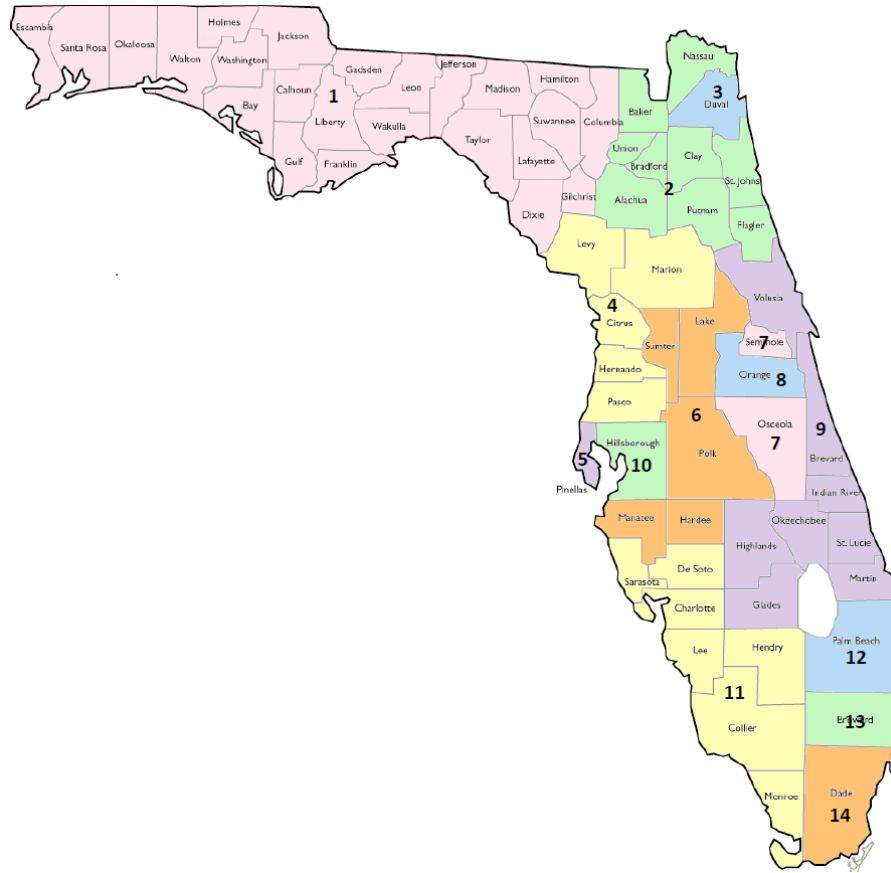 Escambia
Santa Rosa
Okaloosa
Walton
Holmes
Washington
Jackson
Bay
Calhoun
Gulf
1
Liberty
Franklin
Gadsden
Leon
Wakulla
Jefferson
Madison
Taylor
Hamilton
Suwannee
Lafayette
Columbia
Gilchrist
Dixie
Nassau
3
Duval
Baker
Union
Bradford
Clay
St. Johns
2
Alachua
Putnam
Flagler
Levy
Marion
4
Citrus
Volusia
Lake
Sumter
7
Seminole
Hernando
Orange
8
Pasco
6
Osceola
7
9
Brevard
5
Hillsborough
10
Polk
Pinellas
Indian River
Manatee
Hardee
Okeechobee
Highlands
St. Lucie
De Soto
Sarasota
Martin
Charlotte
Glades
Palm Beach
12
Lee
Hendry
11
13
Collier
Monroe
Dade
14